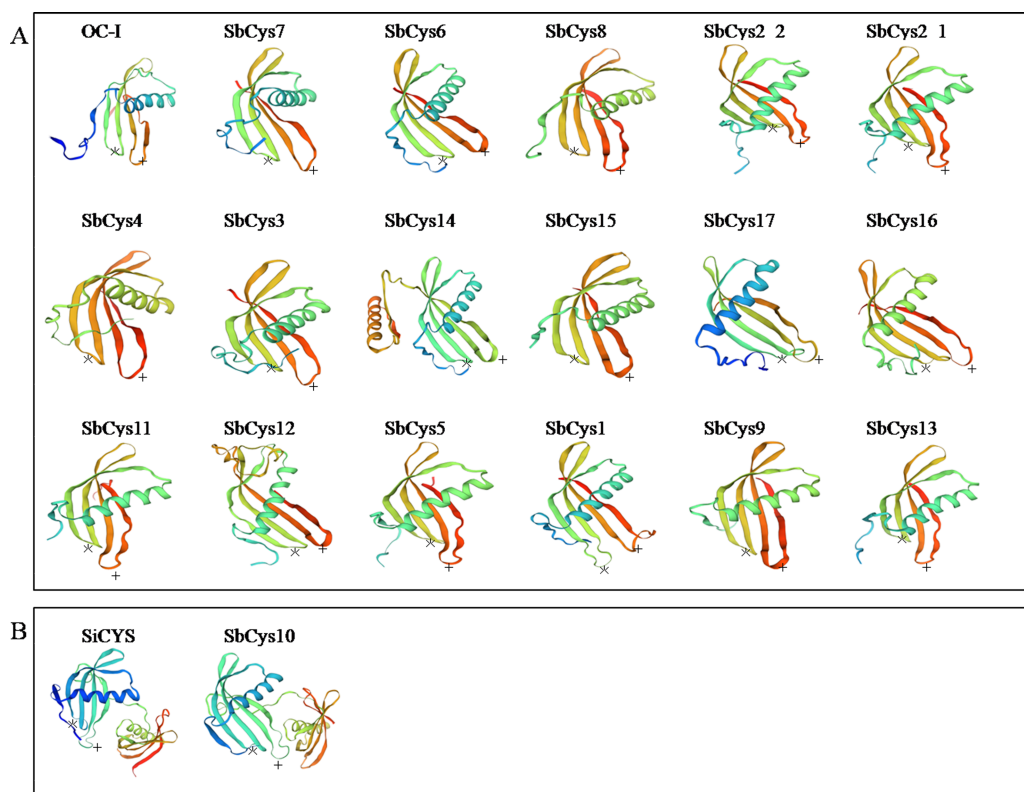 A
OC-I SbCys7 SbCys6 SbCys8 SbCys2_2 SbCys2_1
SbCys4 SbCys3 SbCys14 SbCys15 SbCys17 SbCys16
SbCys11 SbCys12 SbCys5 SbCys1 SbCys9 SbCys13
B
SiCYS SbCys10